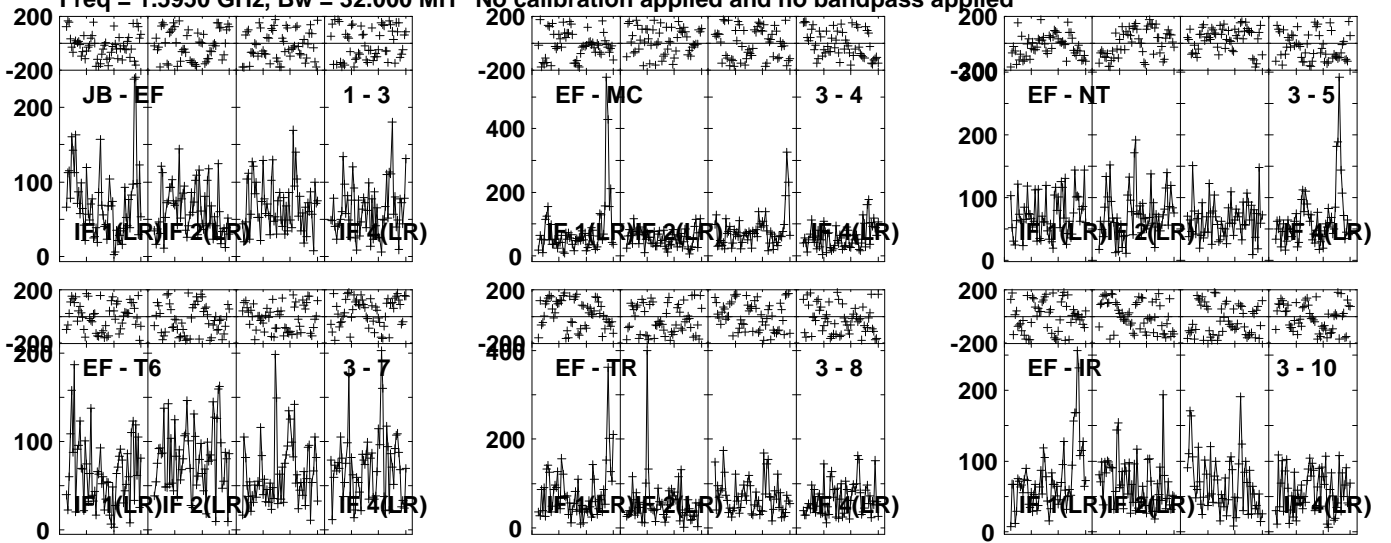 Freq = 1.5950 GHz, Bw = 32.000 MH No calibration applied and no bandpass applied
200
-200
JB - EF
1 - 3
200
100
0
IF 1(LR)
IF 2(LR)
IF 4(LR)
200
-200
EF - MC
3 - 4
400
200
0
IF 1(LR)
IF 2(LR)
IF 4(LR)
200
-200
300
EF - NT
3 - 5
200
100
0
IF 1(LR)
IF 2(LR)
IF 4(LR)
200
-200
200
EF - T6
3 - 7
100
0
IF 1(LR)
IF 2(LR)
IF 4(LR)
200
-200
400
EF - TR
3 - 8
200
0
IF 1(LR)
IF 2(LR)
IF 4(LR)
200
-200
EF - IR
3 - 10
200
100
0
IF 1(LR)
IF 2(LR)
IF 4(LR)